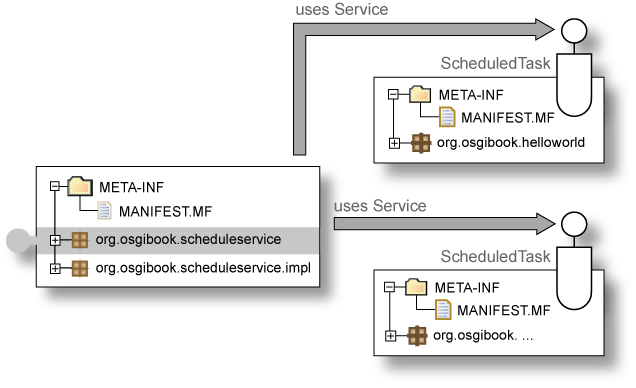 uses Service
ScheduledTask
META-INF
MANIFEST.MF
org.osgibook.helloworld
META-INF
MANIFEST.MF
org.osgibook.scheduleservice
org.osgibook.scheduleservice.impl
uses Service
ScheduledTask
META-INF
MANIFEST.MF
org.osgibook. ...